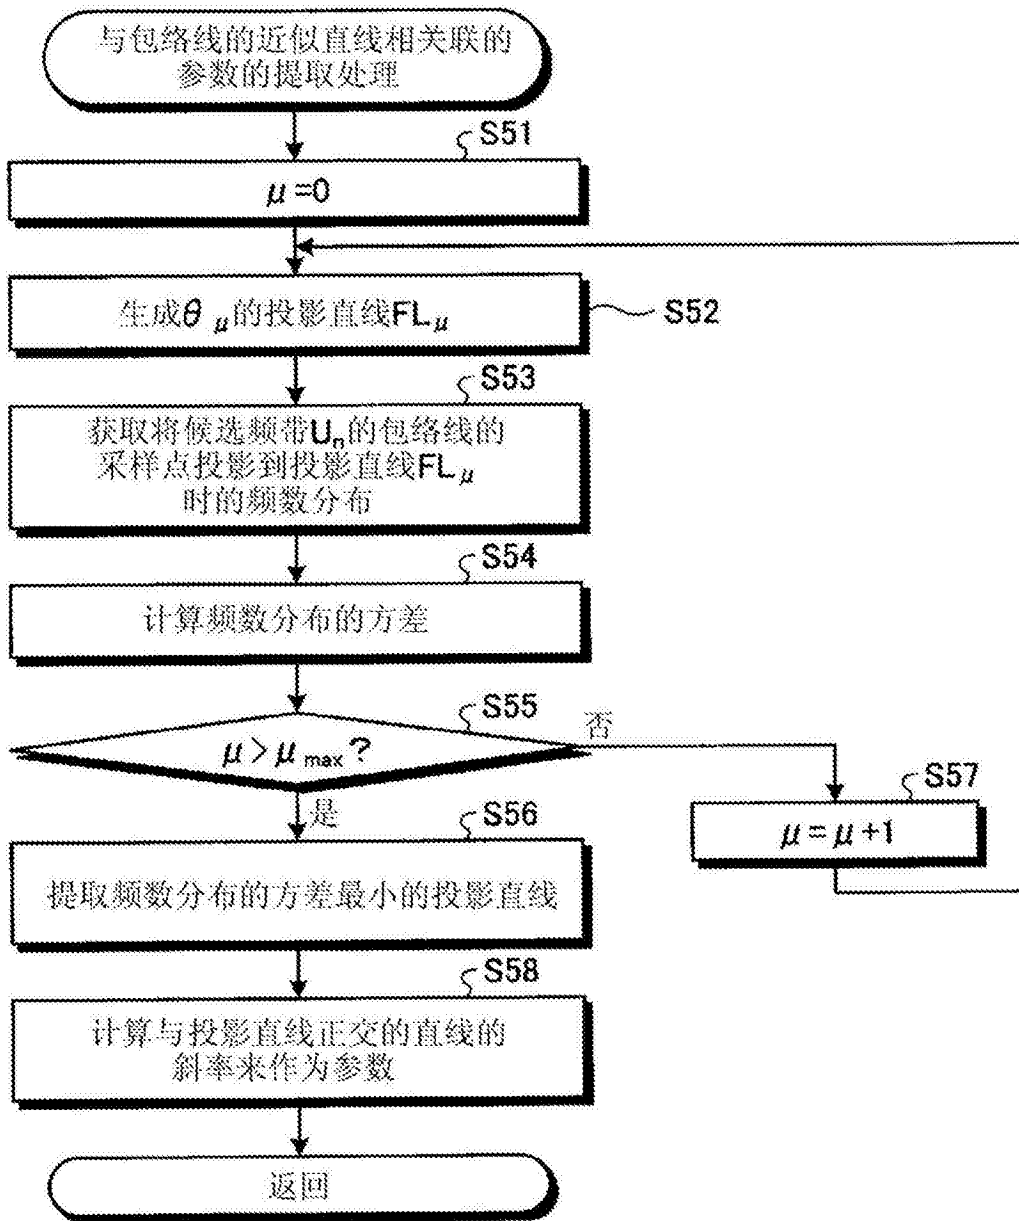 与包络线的近似直线相关联的
参数的提取处理
S51
μ=0
生成θμ的投影直线FLμ
S52
S53
获取将候选频带Un的包络线的
采样点投影到投影直线FLμ
时的频数分布
S54
计算频数分布的方差
S55
μ>μmax?
否
是
S57
μ=μ+1
S56
提取频数分布的方差最小的投影直线
S58
计算与投影直线正交的直线的
斜率来作为参数
返回